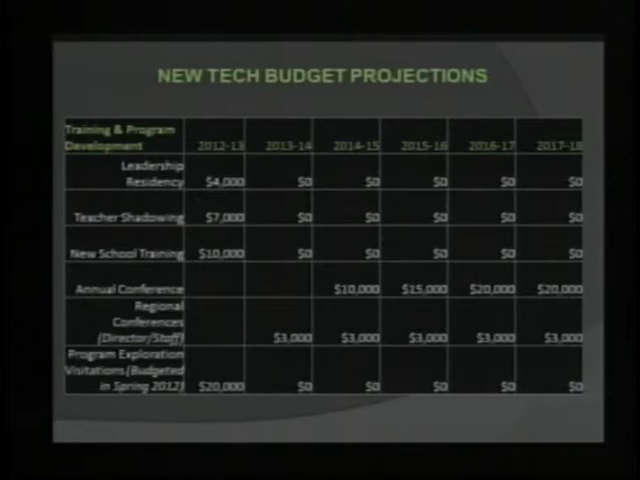 NEW TECH BUDGET PROJECTIONS
Training & Program
Development 2012-13 2013-14 2014-15 2015-16 2016-17 2017-18
Leadership
Residency $4,000 $0 $0 $0 $0 $0
Teacher Shadowing $7,000 $0 $0 $0 $0 $0
New School Training $10,000 $0 $0 $0 $0 $0
Annual Conference $10,000 $15,000 $20,000 $20,000
Regional
Conferences
(Director/Staff) $3,000 $3,000 $3,000 $3,000 $3,000
Program Exploration
Visitations (Budgeted
in Spring 2012) $20,000 $0 $0 $0 $0 $0